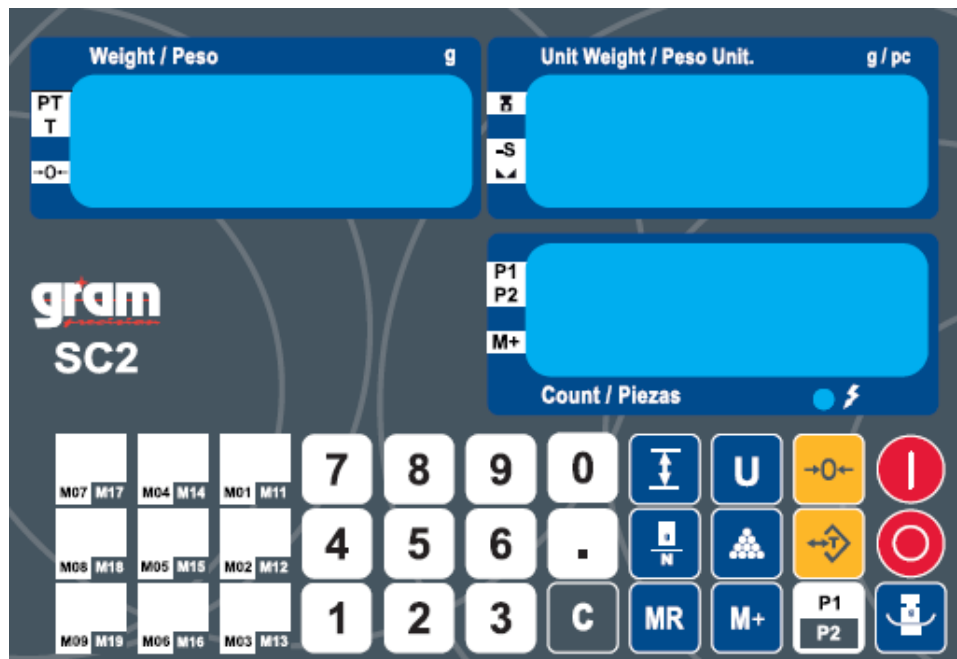 Weight / Peso g
PT
T
→0←
Unit Weight / Peso Unit. g / pc
-S
P1
P2
M+
Count / Piezas
gram
precision
SC2
M07 M17 M04 M14 M01 M11 7 8 9 0 U →0←
M08 M18 M05 M15 M02 M12 4 5 6 . N T
M09 M19 M06 M16 M03 M13 1 2 3 C MR M+ P1
P2